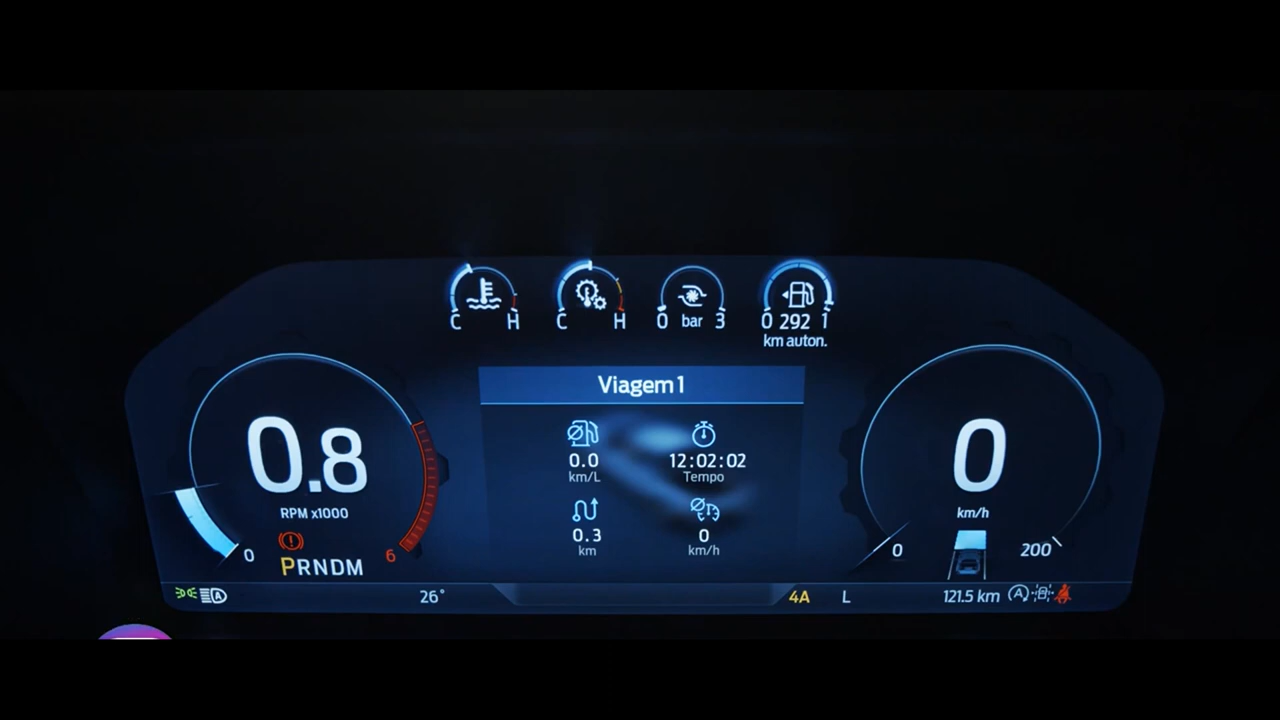 C H
C H
0 bar 3
0 292 1
km auton.
Viagem 1
0.0
km/L
12:02:02
Tempo
0.3
km
0
km/h
0.8
RPM x1000
0 6
PRNDM
0
km/h
0 200
26°
4A
L
121.5 km
A
A